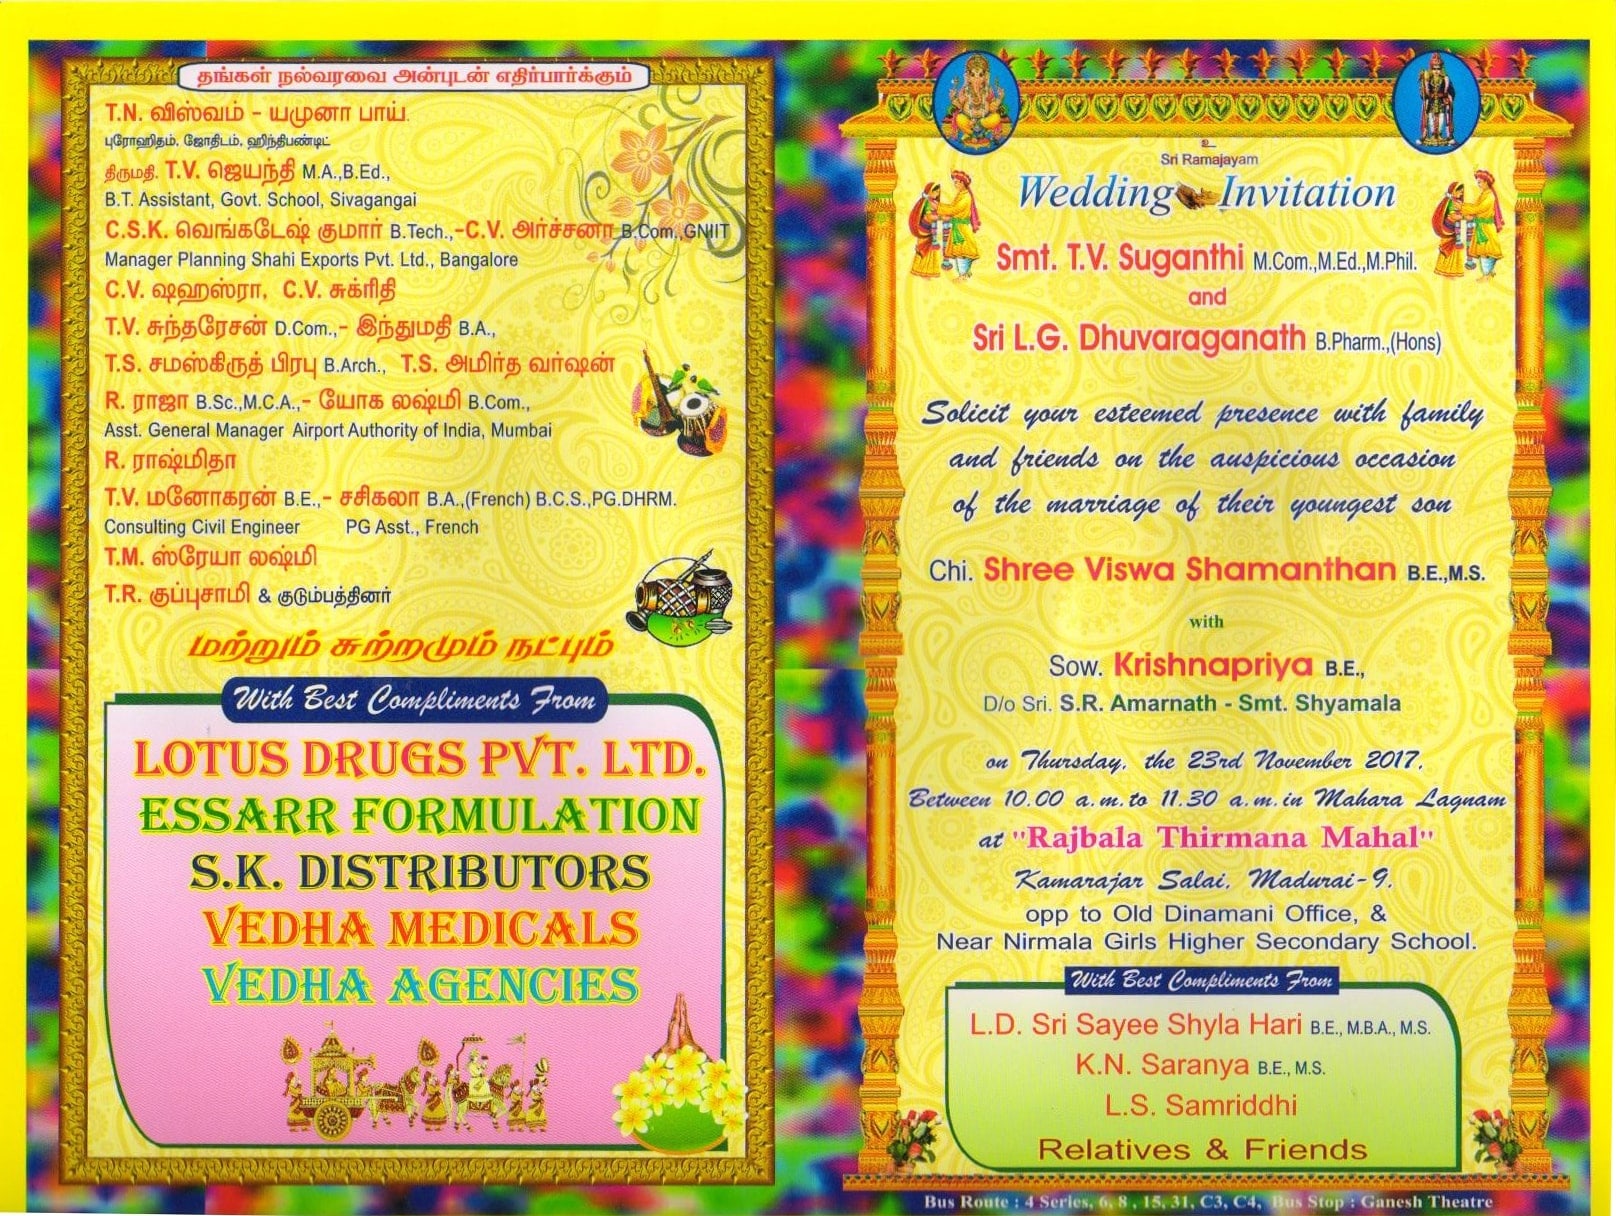 தங்கள் நல்வரவை அன்புடன் எதிர்பார்க்கும்
T.N. விஸ்வம் - யமுனா பாய்.
புரோஹிதம், ஜோதிடம், ஹிந்திபண்டிட்
திருமதி. T.V. ஜெயந்தி M.A.,B.Ed.,
B.T. Assistant, Govt. School, Sivagangai
C.S.K. வெங்கடேஷ் குமார் B.Tech.,-C.V. அர்ச்சனா B.Com.,GNIIT
Manager Planning Shahi Exports Pvt. Ltd., Bangalore
C.V. ஷஹஸ்ரா, C.V. சுக்ரிதி
T.V. சுந்தரேசன் D.Com.,- இந்துமதி B.A.,
T.S. சமஸ்கிருத் பிரபு B.Arch., T.S. அமிர்த வர்ஷன்
R. ராஜா B.Sc.,M.C.A.,- யோக லஷ்மி B.Com.,
Asst. General Manager Airport Authority of India, Mumbai
R. ராஷ்மிதா
T.V. மனோகரன் B.E.,- சசிகலா B.A.,(French) B.C.S.,PG.DHRM.
Consulting Civil Engineer PG Asst., French
T.M. ஸ்ரேயா லஷ்மி
T.R. குப்புசாமி & குடும்பத்தினர்
மற்றும் சுற்றமும் நட்பும்
With Best Compliments From
LOTUS DRUGS PVT. LTD.
ESSARR FORMULATION
S.K. DISTRIBUTORS
VEDHA MEDICALS
VEDHA AGENCIES
உ
Sri Ramajayam
Wedding Invitation
Smt. T.V. Suganthi M.Com.,M.Ed.,M.Phil.
and
Sri L.G. Dhuvaraganath B.Pharm.,(Hons)
Solicit your esteemed presence with family
and friends on the auspicious occasion
of the marriage of their youngest son
Chi. Shree Viswa Shamanthan B.E.,M.S.
with
Sow. Krishnapriya B.E.,
D/o Sri. S.R. Amarnath - Smt. Shyamala
on Thursday, the 23rd November 2017,
Between 10.00 a.m.to 11.30 a.m.in Mahara Lagnam
at "Rajbala Thirmana Mahal"
Kamarajar Salai, Madurai-9,
opp to Old Dinamani Office, &
Near Nirmala Girls Higher Secondary School.
With Best Compliments From
L.D. Sri Sayee Shyla Hari B.E., M.B.A., M.S.
K.N. Saranya B.E., M.S.
L.S. Samriddhi
Relatives & Friends
Bus Route : 4 Series, 6, 8 , 15, 31, C3, C4, Bus Stop : Ganesh Theatre